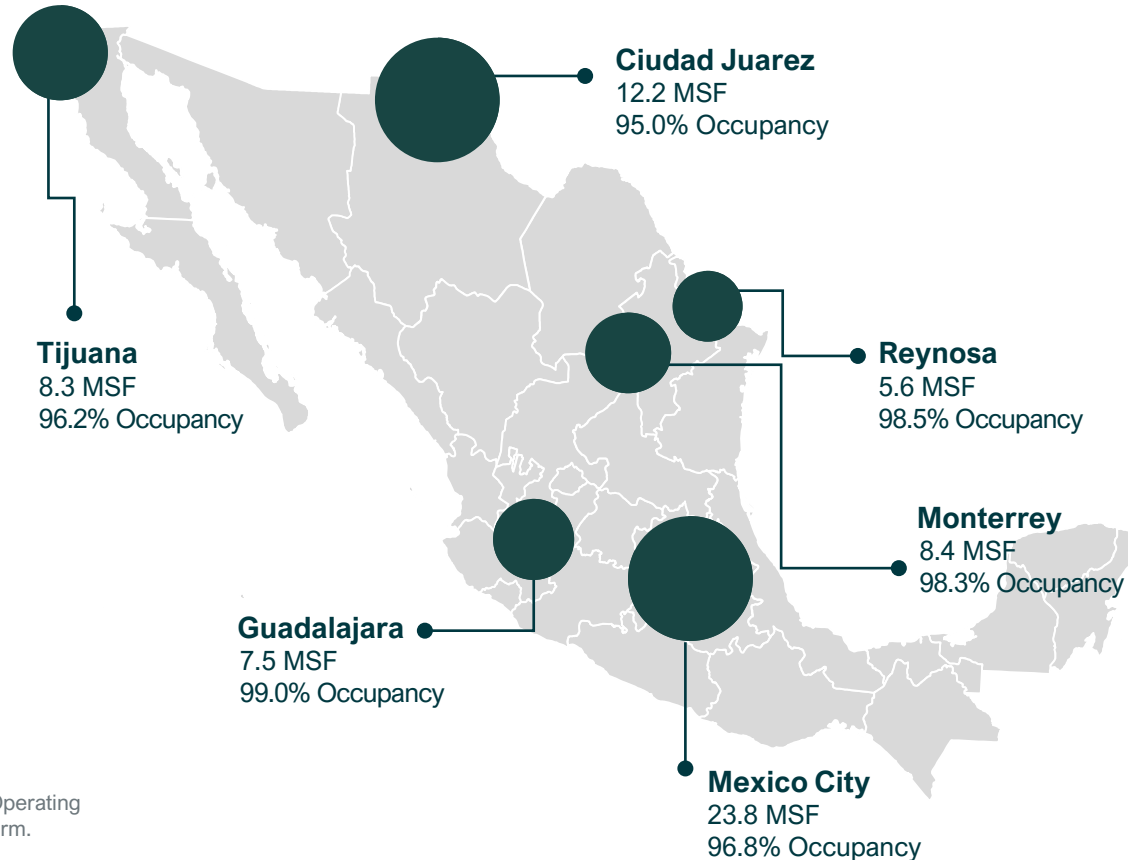 Ciudad Juarez
12.2 MSF
95.0% Occupancy
Tijuana
8.3 MSF
96.2% Occupancy
Reynosa
5.6 MSF
98.5% Occupancy
Monterrey
8.4 MSF
98.3% Occupancy
Guadalajara
7.5 MSF
99.0% Occupancy
Mexico City
23.8 MSF
96.8% Occupancy
Operating
rm.